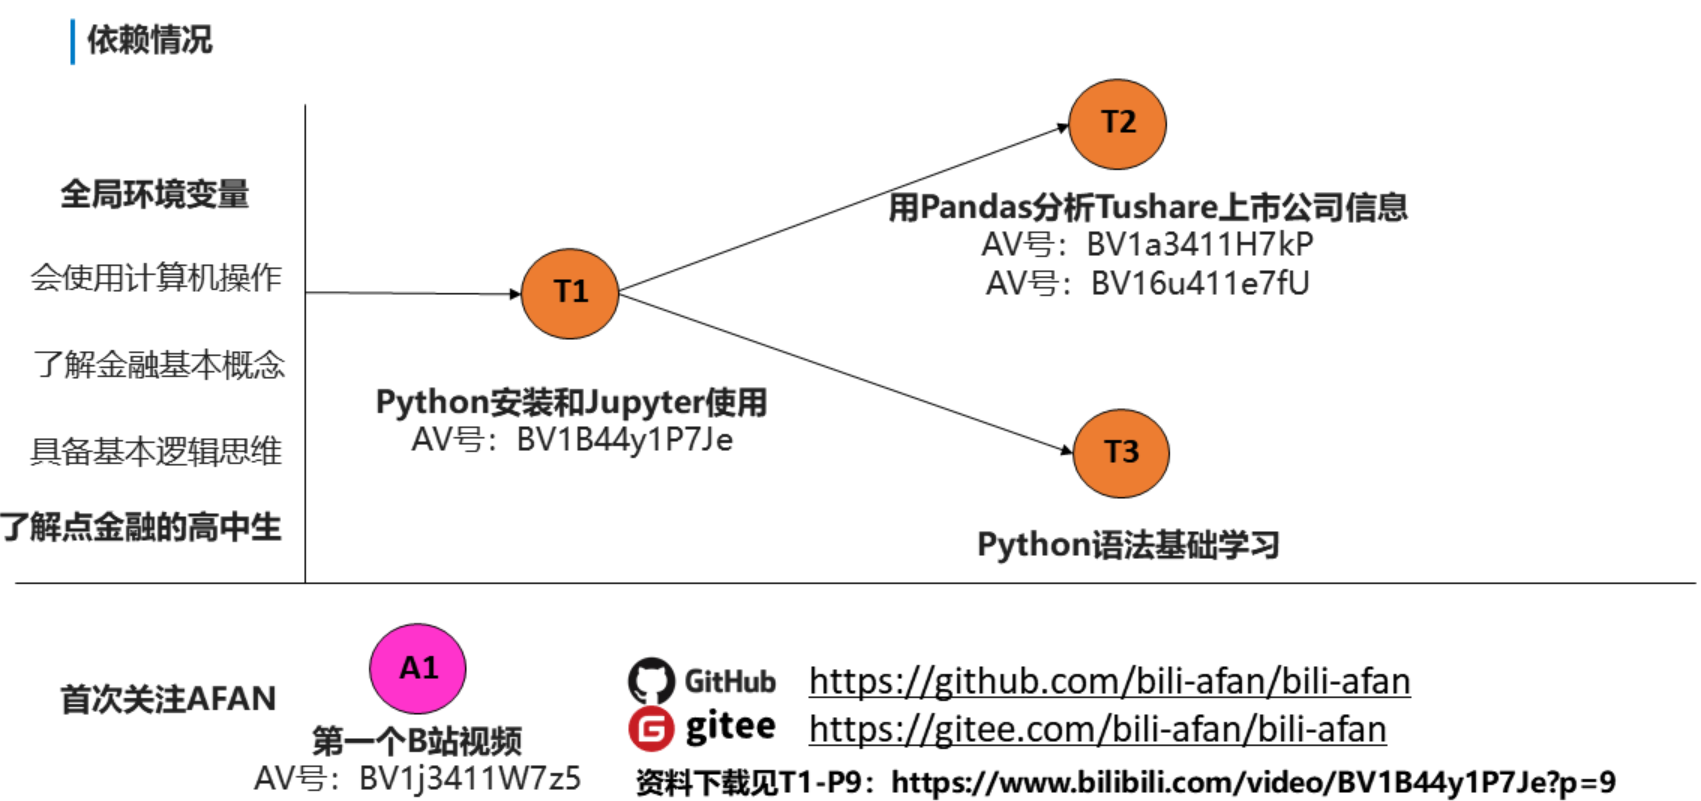 依赖情况
全局环境变量
会使用计算机操作
了解金融基本概念
具备基本逻辑思维
了解点金融的高中生
T1
Python安装和Jupyter使用
AV号：BV1B44y1P7Je
T2
用Pandas分析Tushare上市公司信息
AV号：BV1a3411H7kP
AV号：BV16u411e7fU
T3
Python语法基础学习
首次关注AFAN
A1
第一个B站视频
AV号：BV1j3411W7z5
GitHub https://github.com/bili-afan/bili-afan
G gitee https://gitee.com/bili-afan/bili-afan
资料下载见T1-P9：https://www.bilibili.com/video/BV1B44y1P7Je?p=9